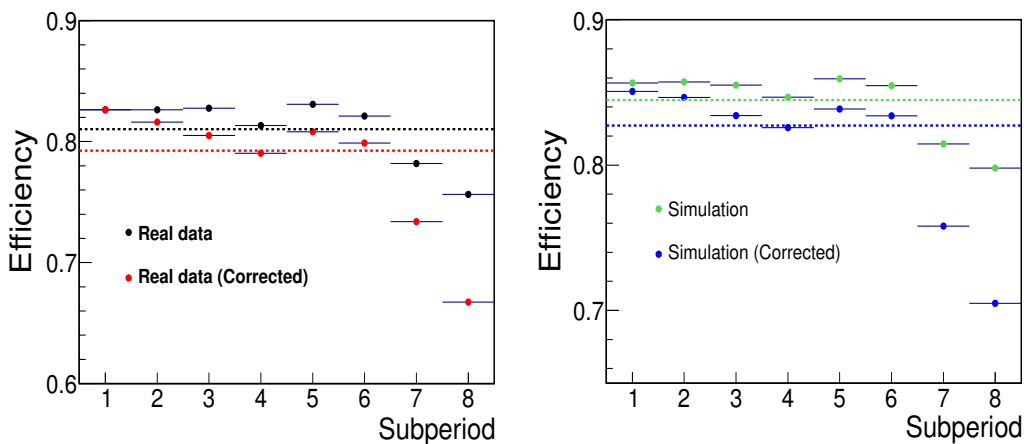 0.9
0.8
0.7
0.6
Efficiency
Real data
Real data (Corrected)
1 2 3 4 5 6 7 8
Subperiod
0.9
0.8
0.7
Efficiency
Simulation
Simulation (Corrected)
1 2 3 4 5 6 7 8
Subperiod